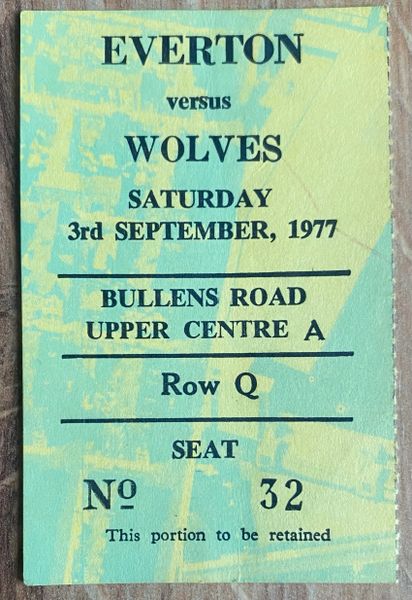 EVERTON
versus
WOLVES
SATURDAY
3rd SEPTEMBER, 1977
BULLENS ROAD
UPPER CENTRE A
Row Q
SEAT
Nº 32
This portion to be retained